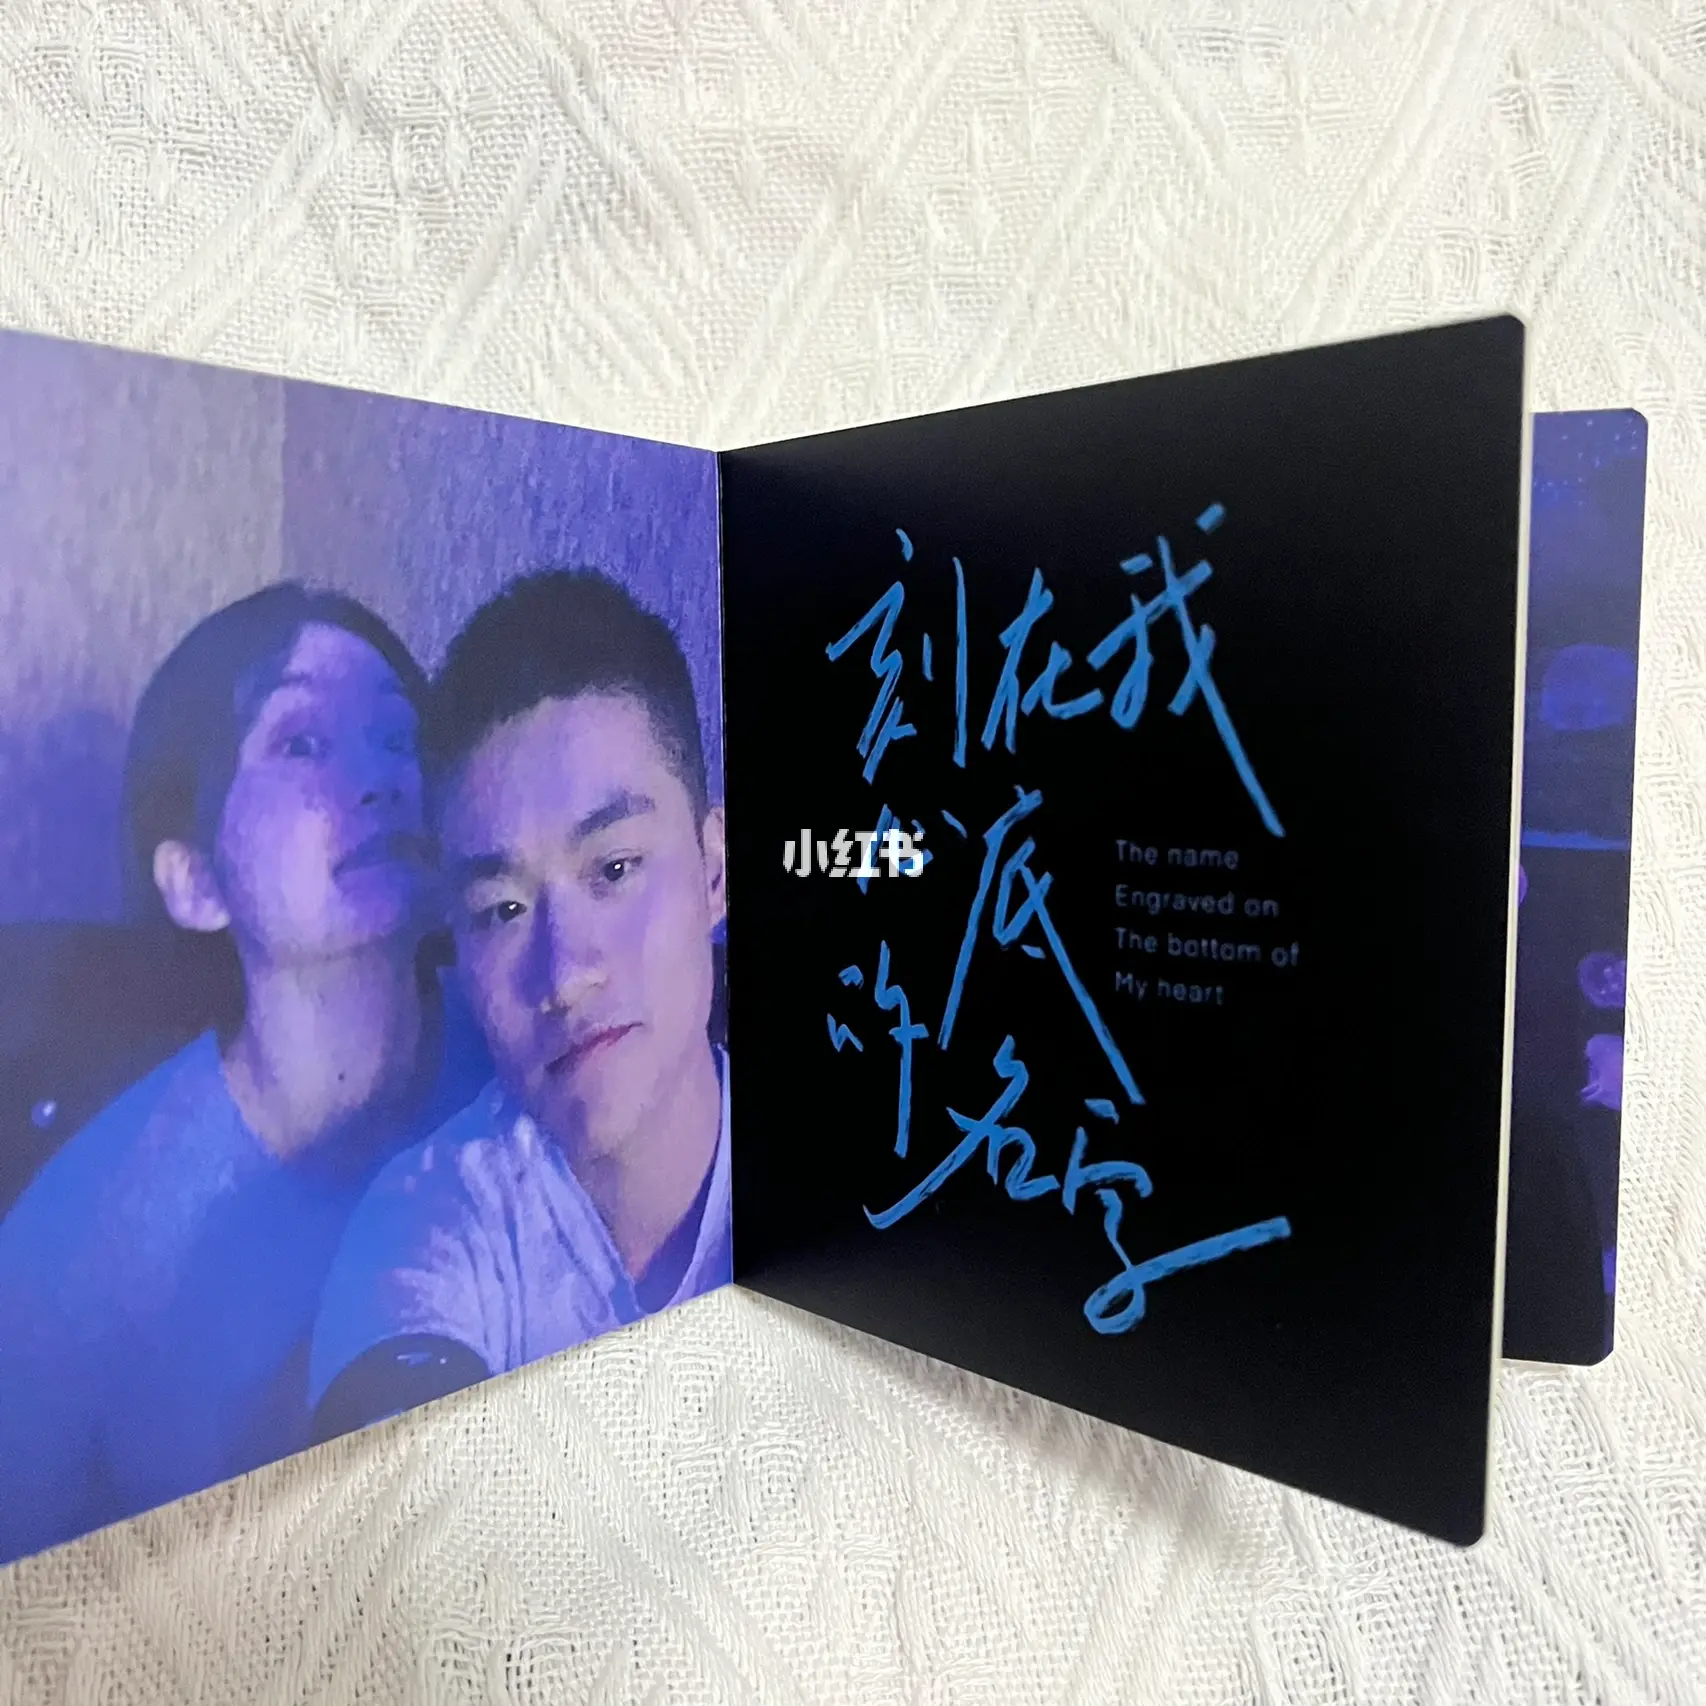 刻在我
心底
的
名字
The name
Engraved on
The bottom of
My heart
小红书